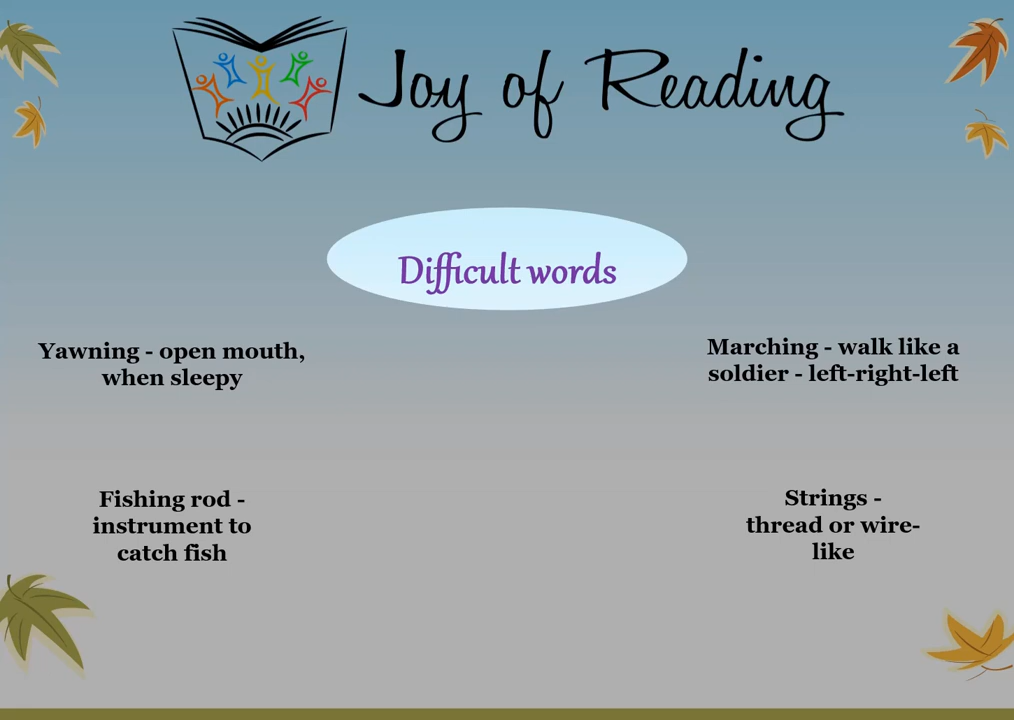 Joy of Reading
Difficult words
Yawning - open mouth,
when sleepy
Marching - walk like a
soldier - left-right-left
Fishing rod -
instrument to
catch fish
Strings -
thread or wire-
like